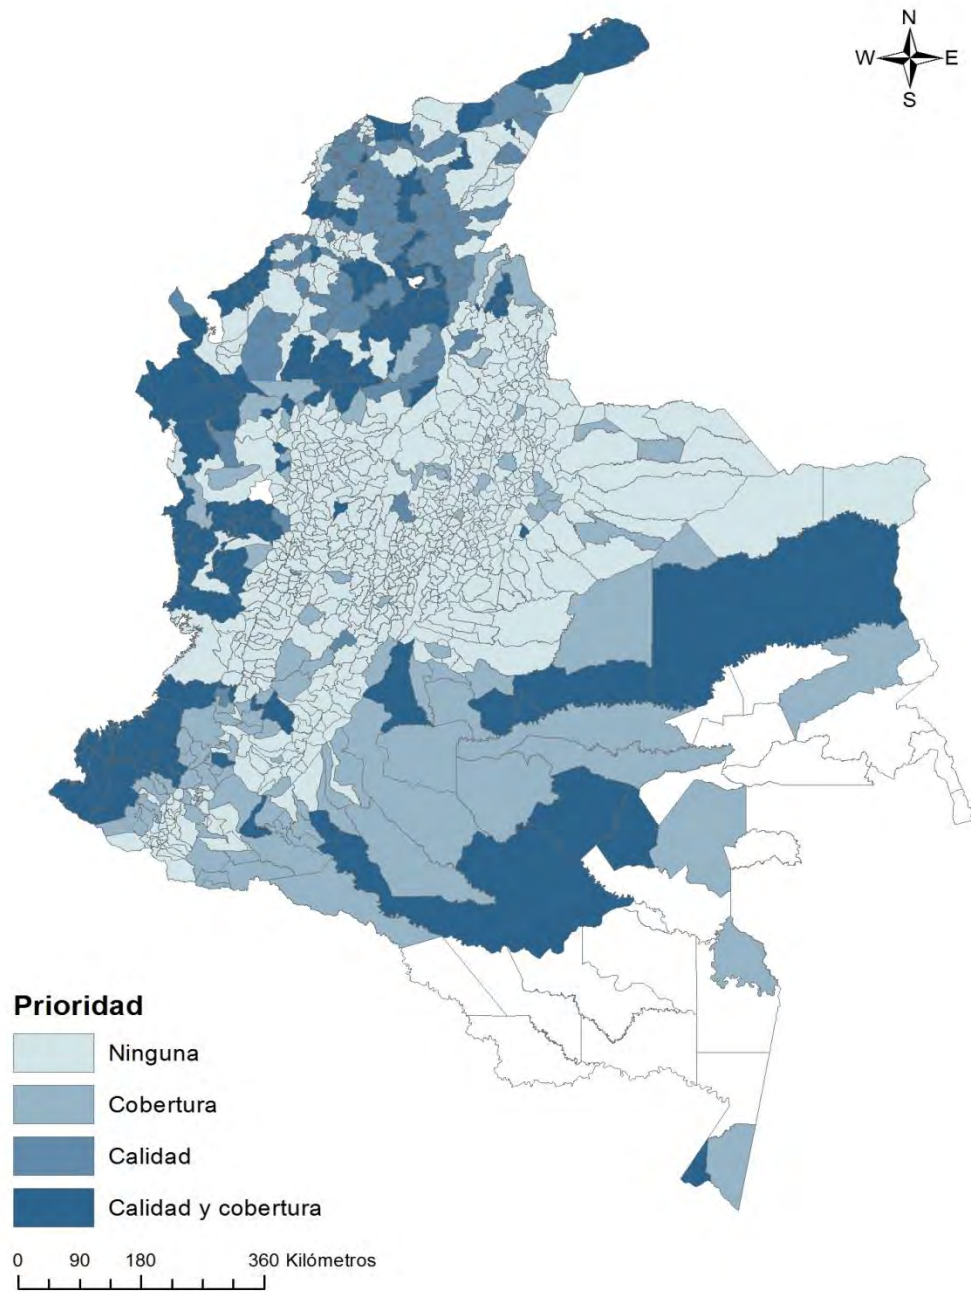 N
W E
S
Prioridad
Ninguna
Cobertura
Calidad
Calidad y cobertura
0 90 180 360 Kilómetros